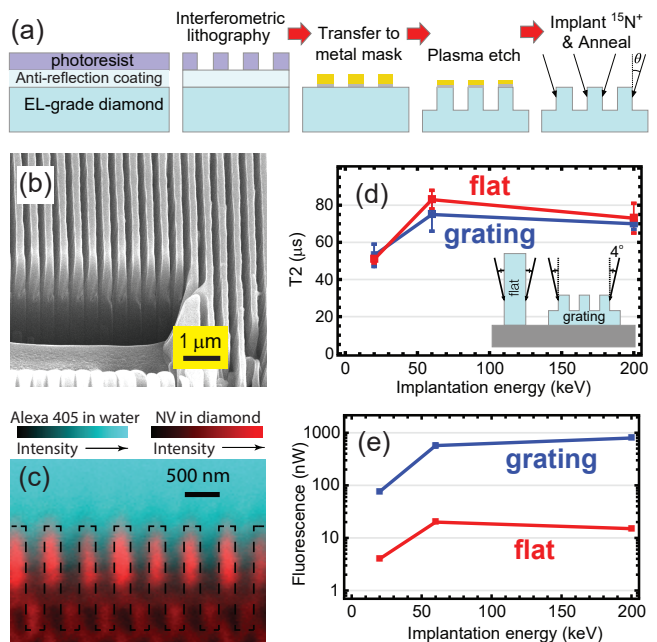 (a)
photoresist
Anti-reflection coating
EL-grade diamond
Interferometric
lithography
Transfer to
metal mask
Plasma etch
Implant ¹⁵N⁺
& Anneal
θ
(b)
1 μm
Alexa 405 in water
NV in diamond
Intensity
Intensity
(c)
500 nm
(d)
flat
grating
T2 (μs)
100
80
60
40
20
0
4°
flat
grating
0 50 100 150 200
Implantation energy (keV)
(e)
grating
flat
Fluorescence (nW)
1000
100
10
1
0 50 100 150 200
Implantation energy (keV)